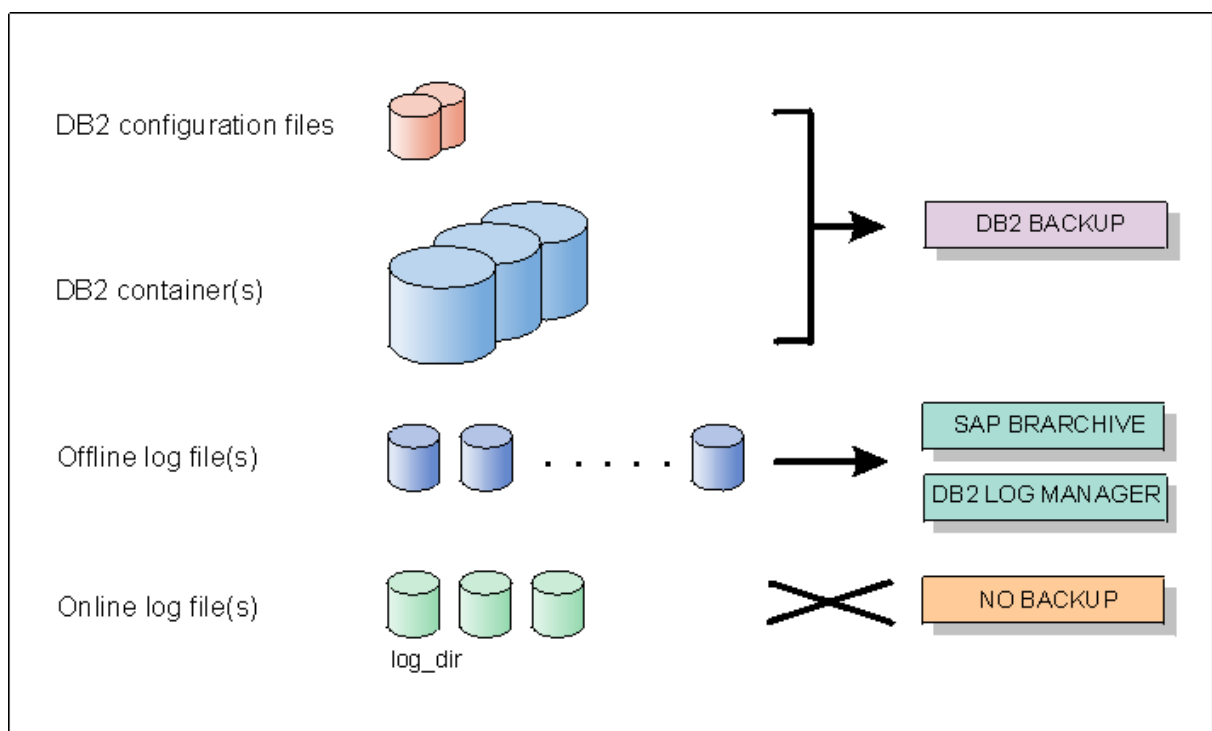 DB2 configuration files
DB2 BACKUP
DB2 container(s)
SAP BRARCHIVE
Offline log file(s)
. . . . .
DB2 LOG MANAGER
Online log file(s)
NO BACKUP
log_dir